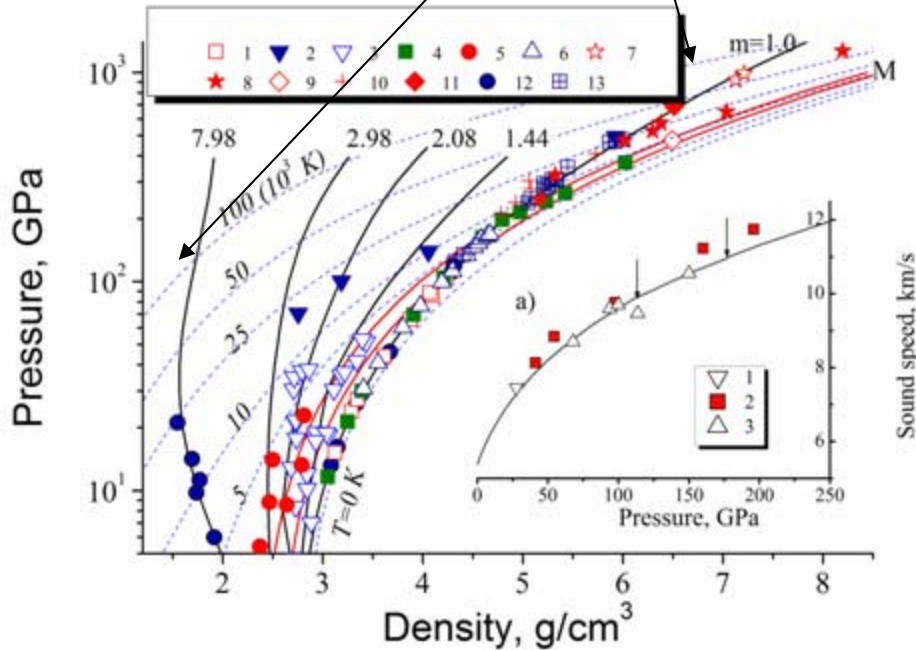 1 2 3 4 5 6 7
8 9 10 11 12 13
m=1.0
M
10³
10²
10¹
7.98 2.98 2.08 1.44
100 (10³ K)
50
25
10
5
T=0 K
Pressure, GPa
2 3 4 5 6 7 8
Density, g/cm³
a)
12
10
8
6
Sound speed, km/s
1
2
3
0 50 100 150 200 250
Pressure, GPa